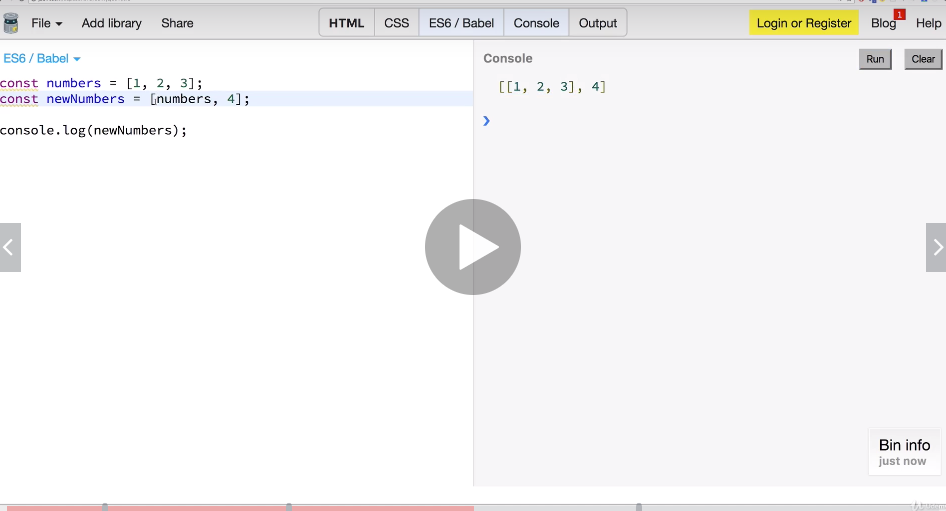 File Add library Share HTML CSS ES6 / Babel Console Output Login or Register Blog 1 Help
ES6 / Babel
const numbers = [1, 2, 3];
const newNumbers = [numbers, 4];
console.log(newNumbers);
Console Run Clear
[[1, 2, 3], 4]
Bin info
just now